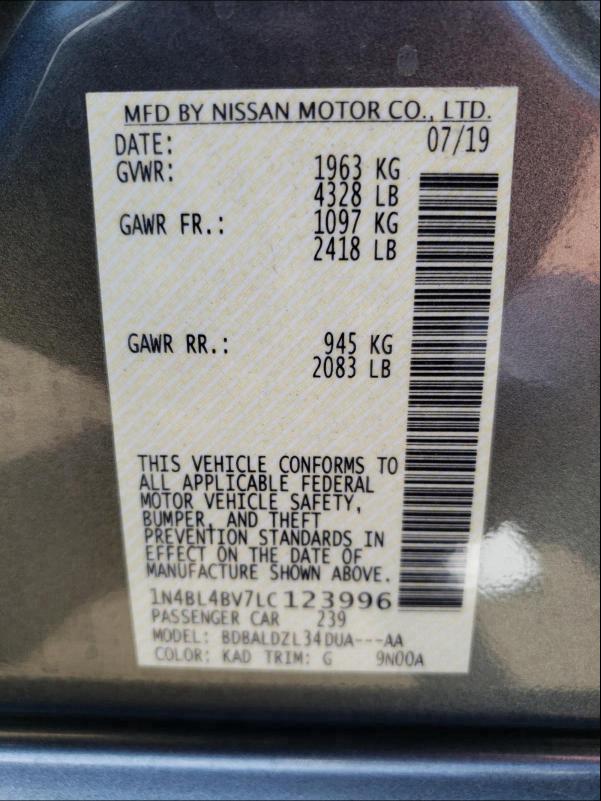 MFD BY NISSAN MOTOR CO., LTD.
DATE: 07/19
GVWR: 1963 KG
4328 LB
GAWR FR.: 1097 KG
2418 LB
GAWR RR.: 945 KG
2083 LB
THIS VEHICLE CONFORMS TO
ALL APPLICABLE FEDERAL
MOTOR VEHICLE SAFETY,
BUMPER, AND THEFT
PREVENTION STANDARDS IN
EFFECT ON THE DATE OF
MANUFACTURE SHOWN ABOVE.
1N4BL4BV7LC123996
PASSENGER CAR 239
MODEL: BDBALDZL34DUA---AA
COLOR: KAD TRIM: G 9N00A